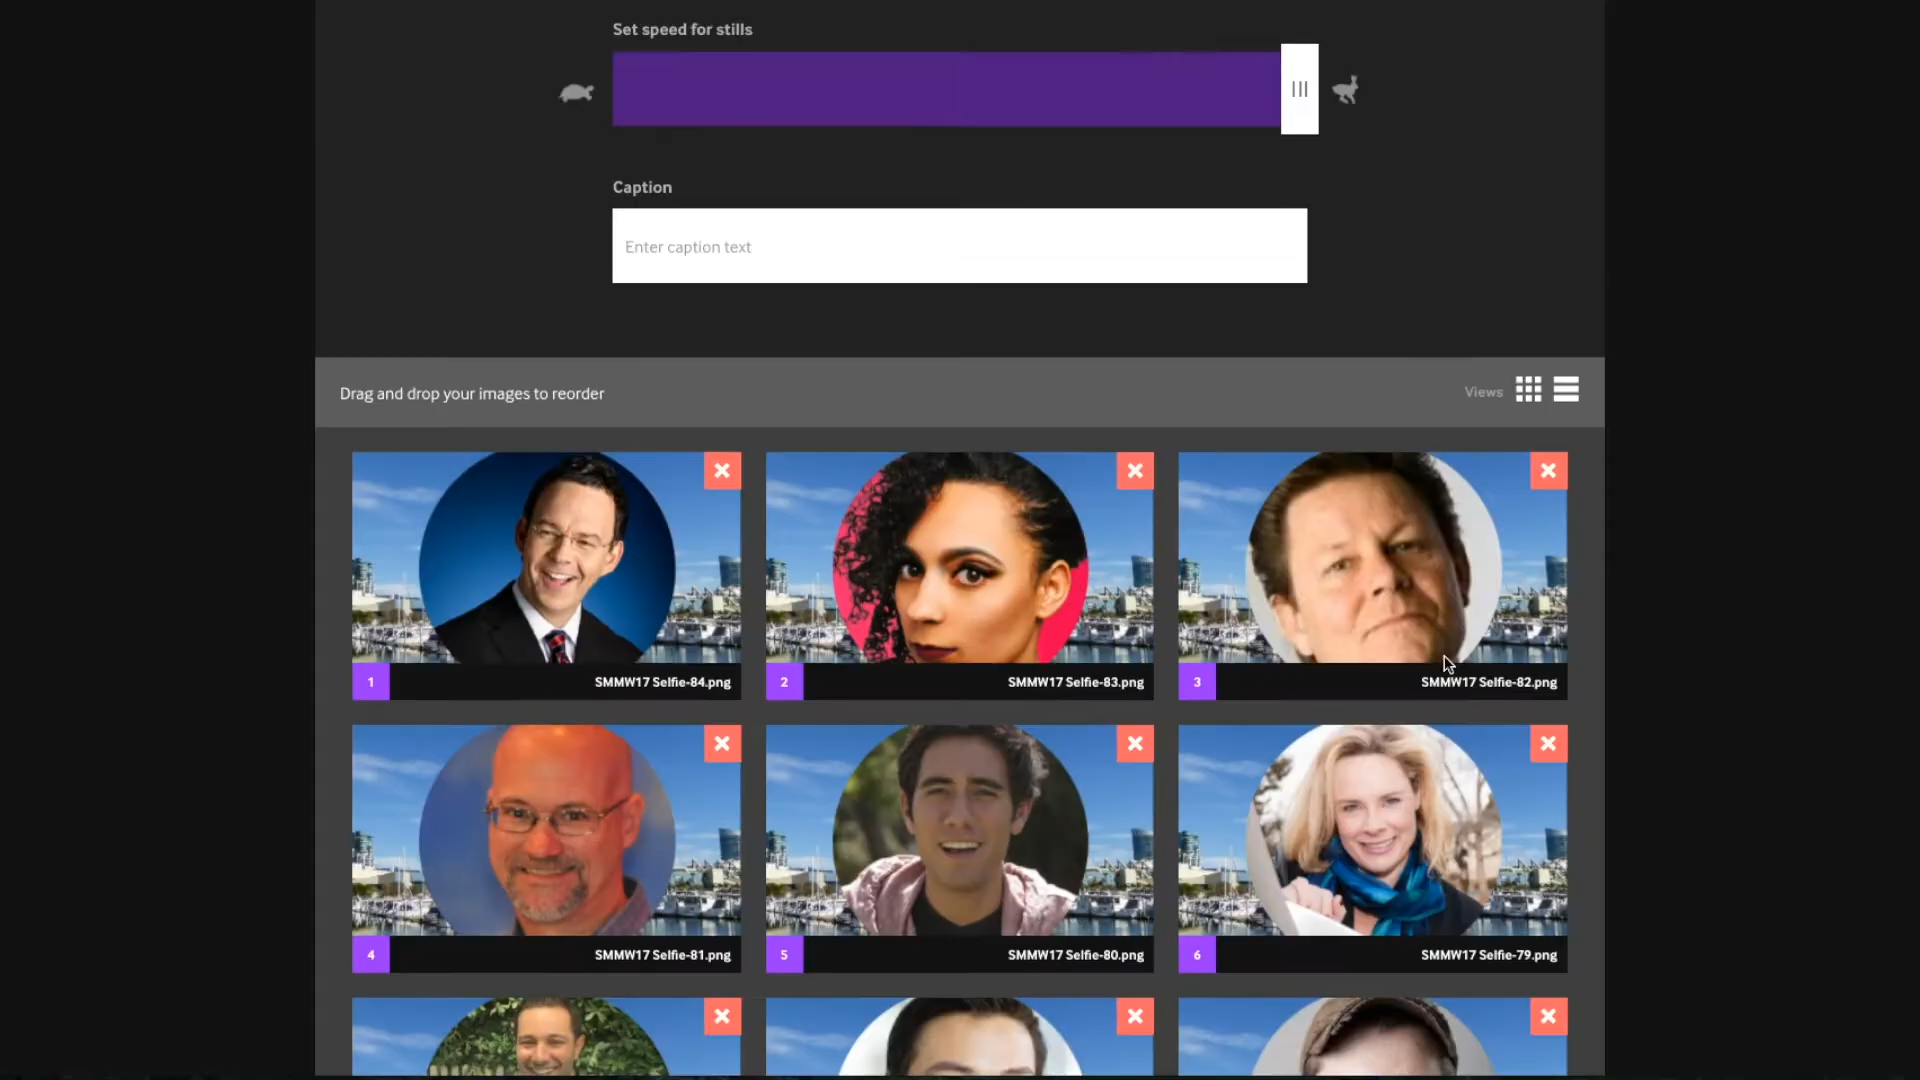 Set speed for stills
Caption
Enter caption text
Drag and drop your images to reorder
Views
1
SMMW17 Selfie-84.png
2
SMMW17 Selfie-83.png
3
SMMW17 Selfie-82.png
4
SMMW17 Selfie-81.png
5
SMMW17 Selfie-80.png
6
SMMW17 Selfie-79.png